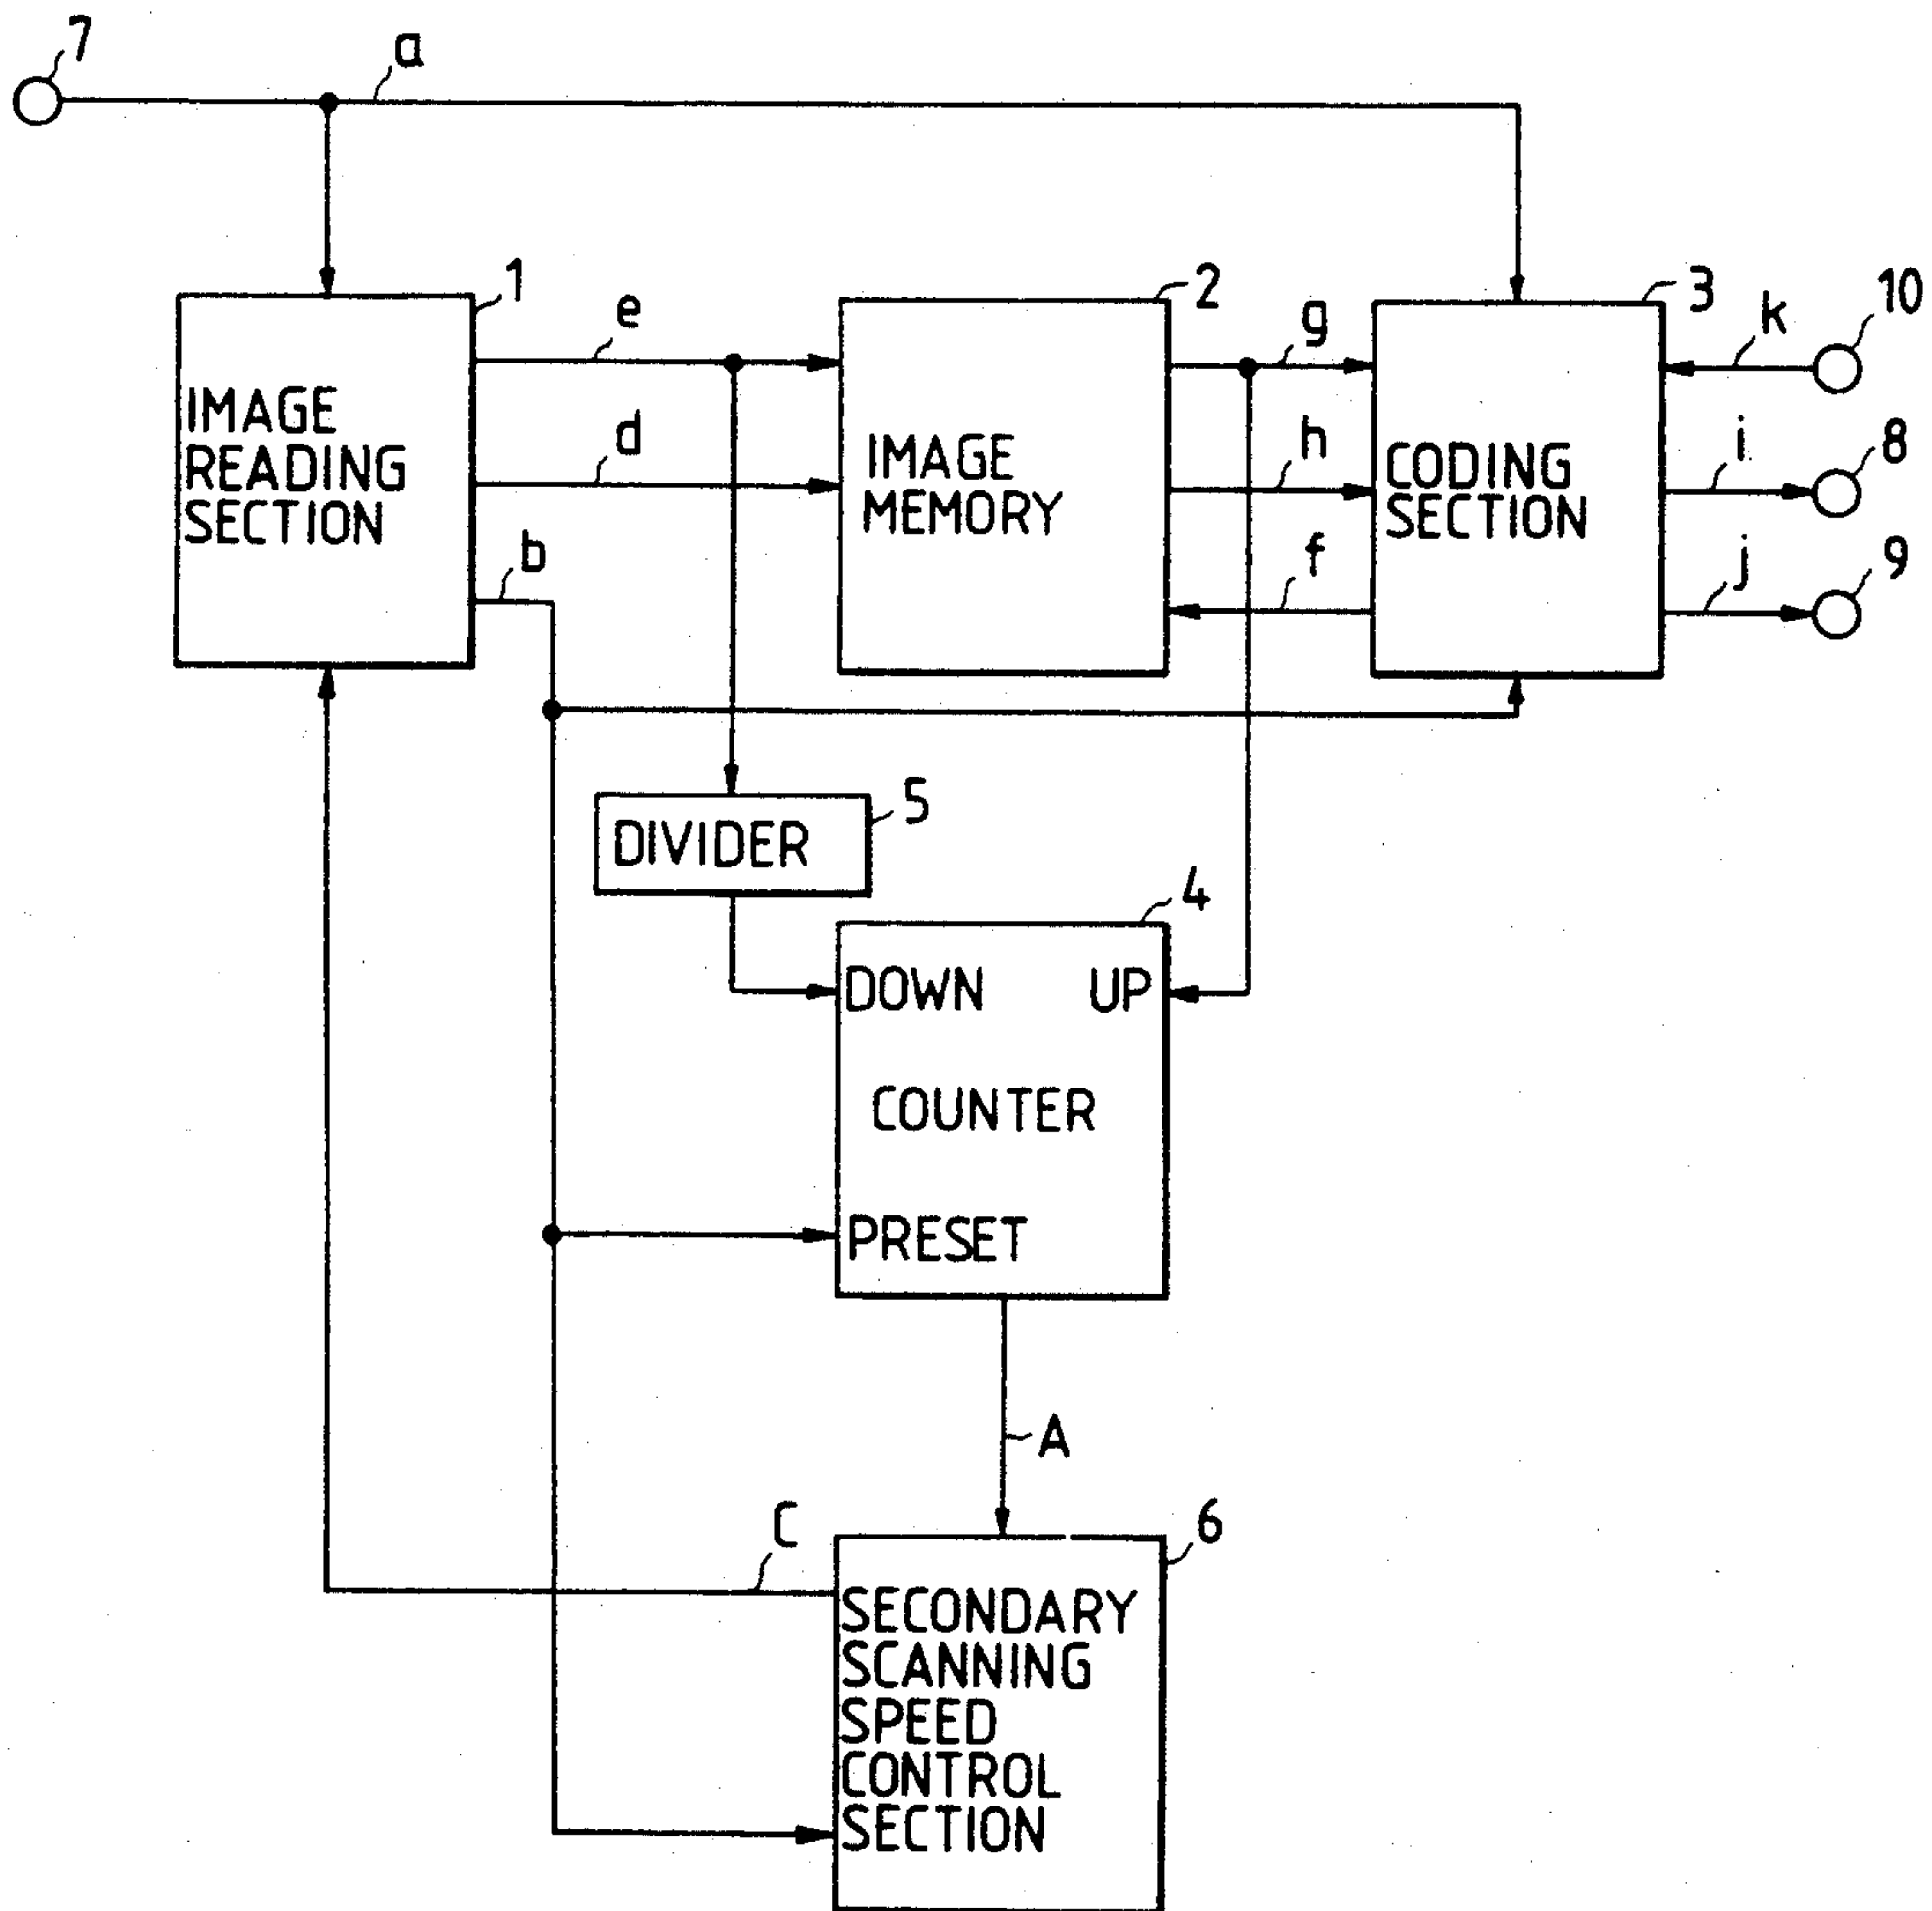 7
a
1
2
3
10
e
g
k
IMAGE
READING
SECTION
d
IMAGE
MEMORY
h
CODING
SECTION
i
8
b
f
j
9
DIVIDER
5
4
DOWN UP
COUNTER
PRESET
A
C
6
SECONDARY
SCANNING
SPEED
CONTROL
SECTION